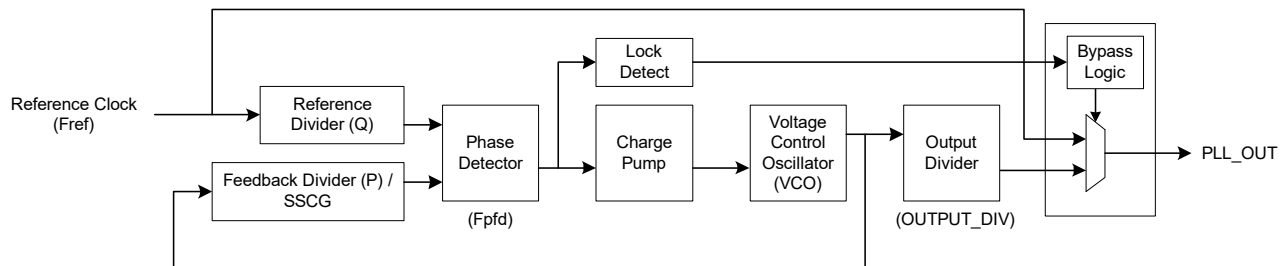 Reference Clock
(Fref)
Reference
Divider (Q)
Feedback Divider (P) /
SSCG
Phase
Detector
(Fpfd)
Lock
Detect
Charge
Pump
Voltage
Control
Oscillator
(VCO)
Output
Divider
(OUTPUT_DIV)
Bypass
Logic
PLL_OUT